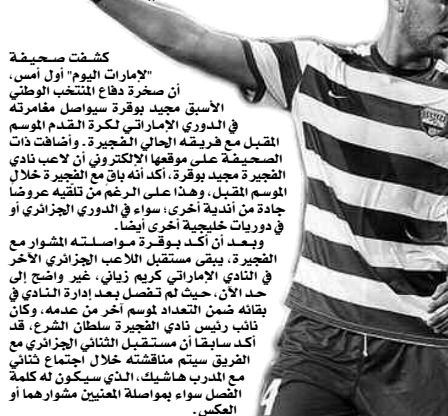 كشفت صحيفة
"لإمارات اليوم" أول أمس،
أن صخرة دفاع المنتخب الوطني
الأسبق مجيد بوقرة سيواصل مغامرته
في الدوري الإماراتي لكرة القدم الموسم
المقبل مع فريقه الحالي الفجيرة. وأضافت ذات
الصحيفة على موقعها الإلكتروني أن لاعب نادي
الفجيرة مجيد بوقرة، أكد أنه باق مع الفجيرة خلال
الموسم المقبل، وهذا على الرغم من تلقيه عروضا
جادة من أندية أخرى؛ سواء في الدوري الجزائري أو
في دوريات خليجية أخرى أيضا.
وبعد أن أكد بوقرة مواصلته المشوار مع
الفجيرة، يبقى مستقبل اللاعب الجزائري الآخر
في النادي الإماراتي كريم زياني، غير واضح إلى
حد الآن، حيث لم تفصل بعد إدارة النادي في
بقائه ضمن التعداد لموسم آخر من عدمه، وكان
نائب رئيس نادي الفجيرة سلطان الشرع، قد
أكد سابقا أن مستقبل الثنائي الجزائري مع
الفريق سيتم مناقشته خلال اجتماع ثنائي
مع المدرب هاشيك، الذي سيكون له كلمة
الفصل سواء بمواصلة المعنيين مشوارهما أو
العكس.